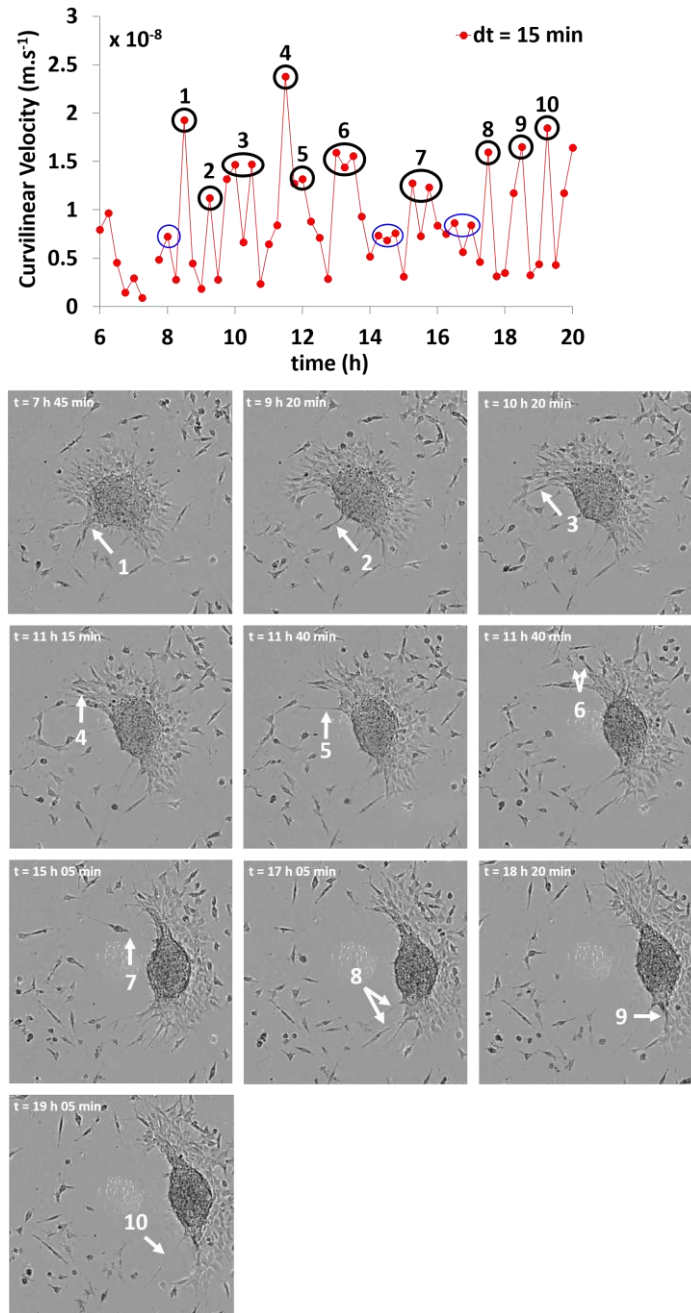 3
x 10⁻⁸
4
dt = 15 min
2.5
1
10
2
3
6
9
8
1.5
2
5
7
1
0.5
0
Curvilinear Velocity (m.s⁻¹)
6 8 10 12 14 16 18 20
time (h)
t = 7 h 45 min
1
t = 9 h 20 min
2
t = 10 h 20 min
3
t = 11 h 15 min
4
t = 11 h 40 min
5
t = 11 h 40 min
6
t = 15 h 05 min
7
t = 17 h 05 min
8
t = 18 h 20 min
9
t = 19 h 05 min
10